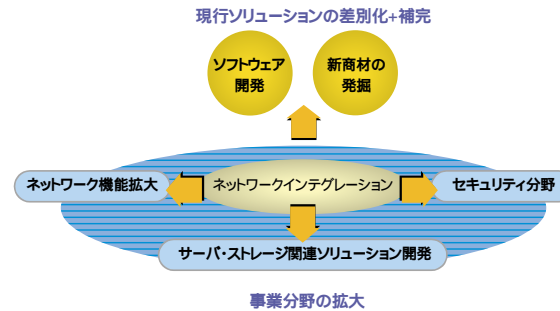 現行ソリューションの差別化+補完
ソフトウェア
開発
新商材の
発掘
ネットワーク機能拡大
ネットワークインテグレーション
セキュリティ分野
サーバ・ストレージ関連ソリューション開発
事業分野の拡大